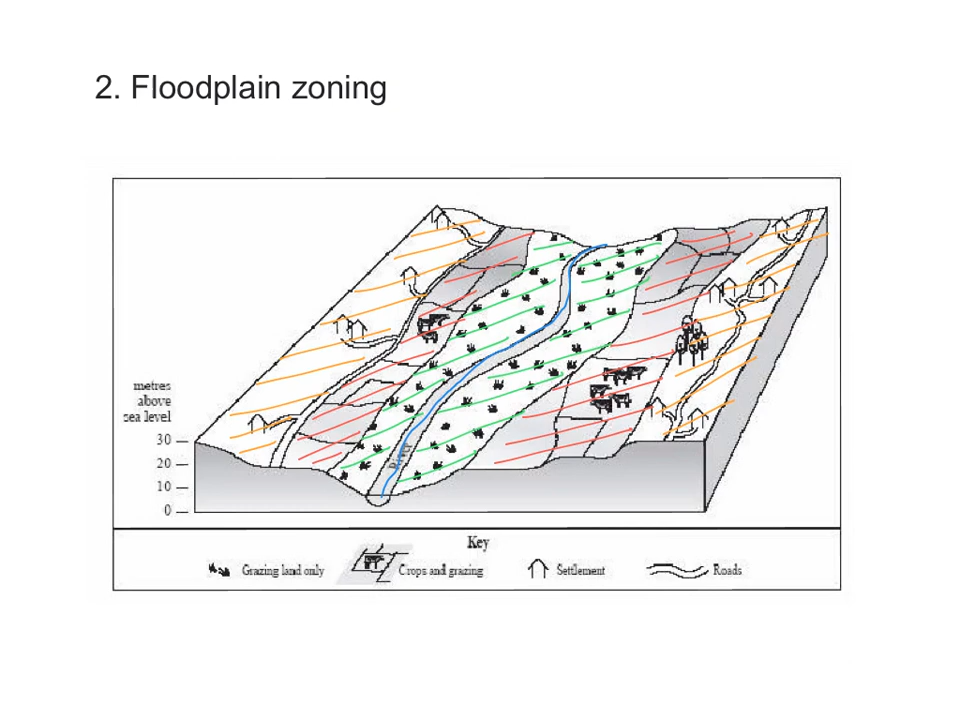 2. Floodplain zoning
metres
above
sea level
30
20
10
0
River
Key
Grazing land only
Crops and grazing
Settlement
Roads